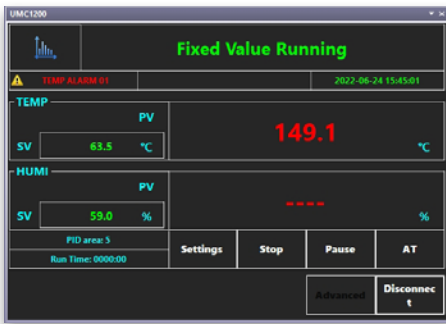 UMC1200
Fixed Value Running
TEMP ALARM 01
2022-06-24 15:45:01
TEMP
PV
149.1
SV
63.5
°C
°C
HUMI
PV
----
SV
59.0
%
%
PID area: 5
Run Time: 0000:00
Settings
Stop
Pause
AT
Advanced
Disconnec
t